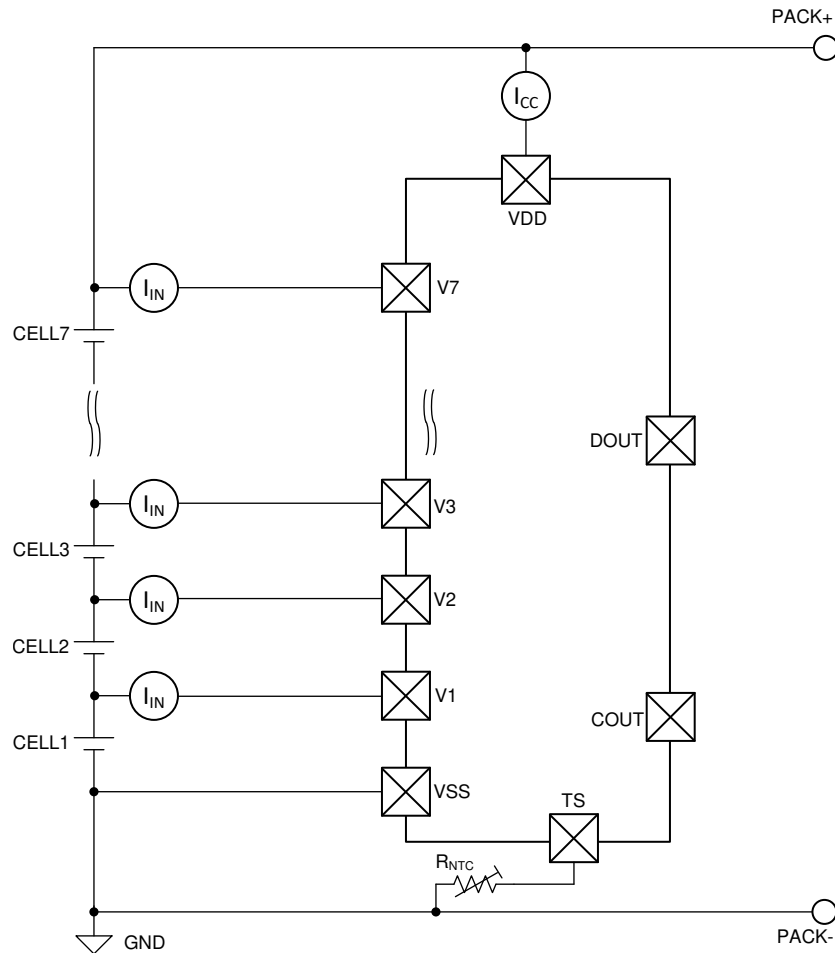 PACK+
ICC
VDD
IIN
V7
CELL7
DOUT
IIN
V3
CELL3
IIN
V2
CELL2
IIN
V1
COUT
CELL1
VSS
TS
RNTC
GND
PACK-